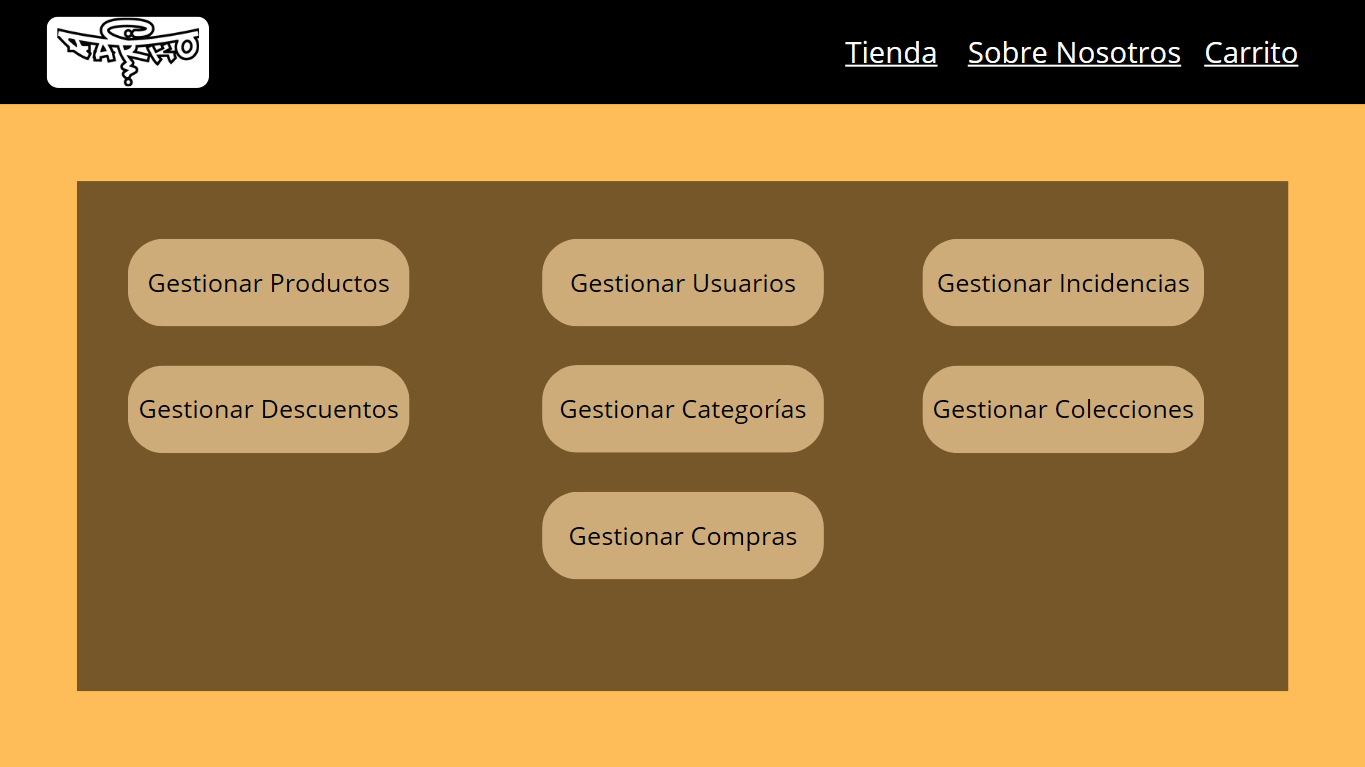 Tienda Sobre Nosotros Carrito
Gestionar Productos
Gestionar Usuarios
Gestionar Incidencias
Gestionar Descuentos
Gestionar Categorías
Gestionar Colecciones
Gestionar Compras